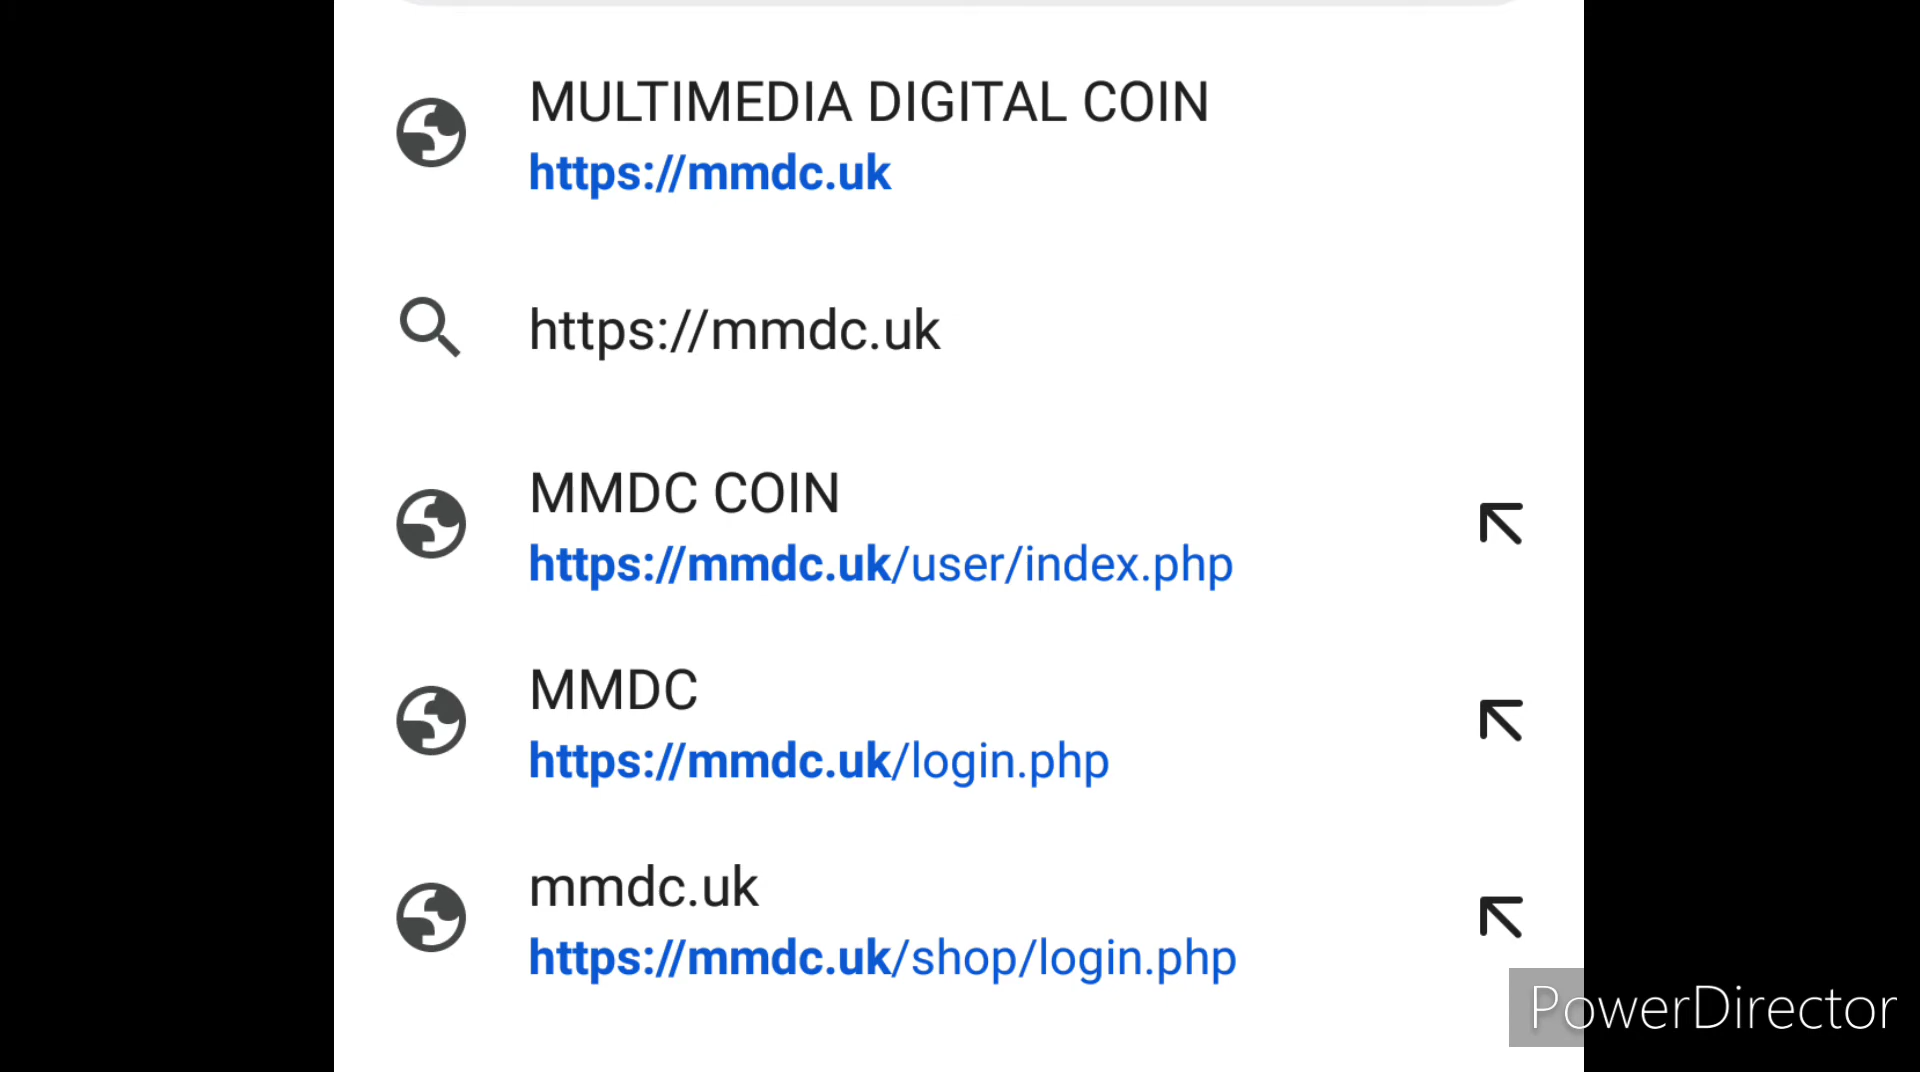 MULTIMEDIA DIGITAL COIN
https://mmdc.uk
https://mmdc.uk
MMDC COIN
https://mmdc.uk/user/index.php
MMDC
https://mmdc.uk/login.php
mmdc.uk
https://mmdc.uk/shop/login.php
PowerDirector